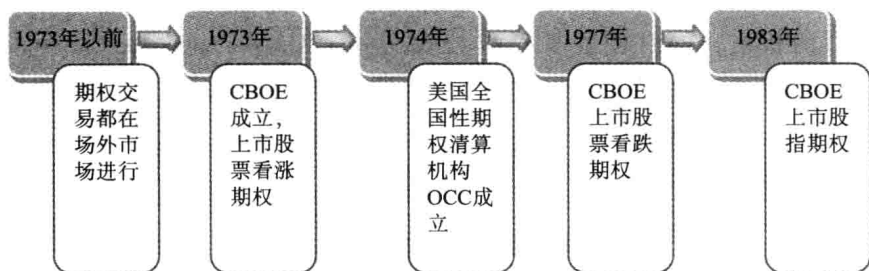 1973年以前
期权交
易都在
场外市
场进行
1973年
CBOE
成立，
上市股
票看涨
期权
1974年
美国全
国性期
权清算
机构
OCC成
立
1977年
CBOE
上市股
票看跌
期权
1983年
CBOE
上市股
指期权